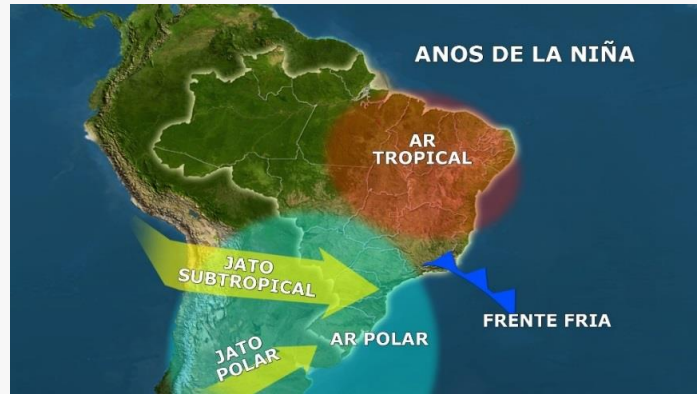 ANOS DE LA NIÑA
AR
TROPICAL
JATO
SUBTROPICAL
FRENTE FRIA
AR POLAR
JATO
POLAR